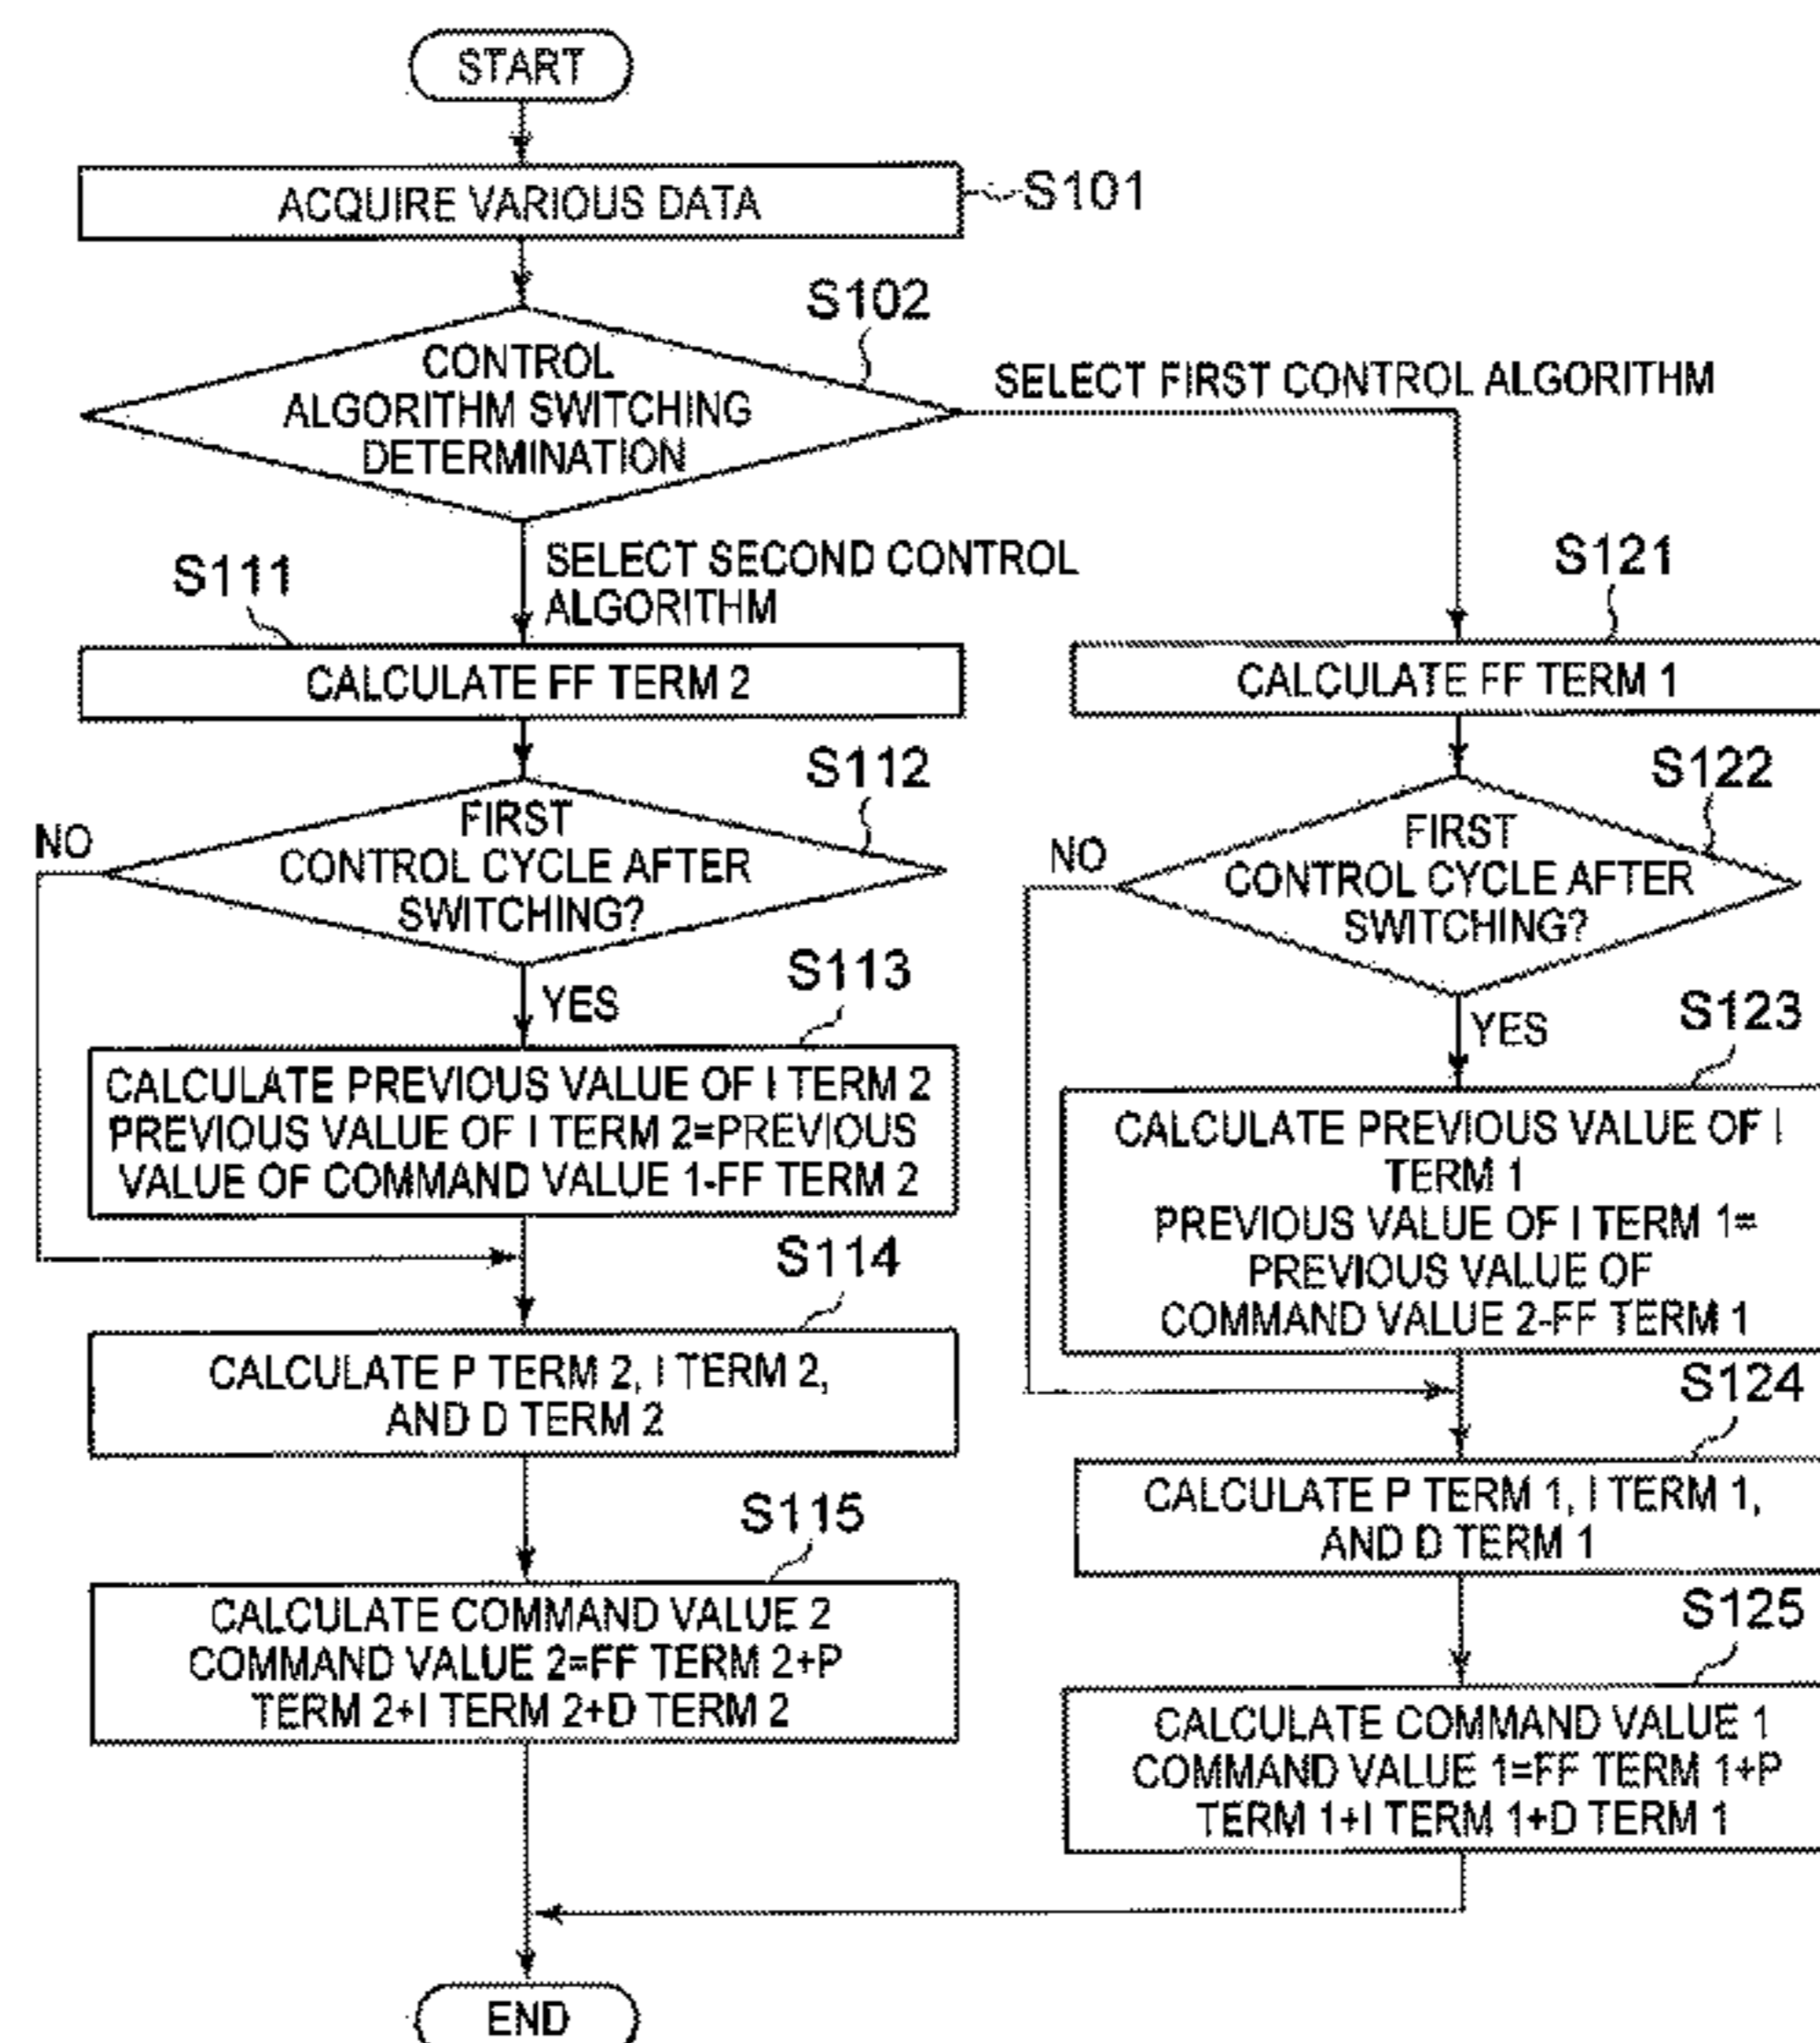 START
ACQUIRE VARIOUS DATA
S101
S102
CONTROL
ALGORITHM SWITCHING
DETERMINATION
SELECT FIRST CONTROL ALGORITHM
SELECT SECOND CONTROL
ALGORITHM
S111
CALCULATE FF TERM 2
S112
FIRST
CONTROL CYCLE AFTER
SWITCHING?
NO
YES
S113
CALCULATE PREVIOUS VALUE OF I TERM 2
PREVIOUS VALUE OF I TERM 2=PREVIOUS
VALUE OF COMMAND VALUE 1-FF TERM 2
S114
CALCULATE P TERM 2, I TERM 2,
AND D TERM 2
S115
CALCULATE COMMAND VALUE 2
COMMAND VALUE 2=FF TERM 2+P
TERM 2+I TERM 2+D TERM 2
S121
CALCULATE FF TERM 1
S122
FIRST
CONTROL CYCLE AFTER
SWITCHING?
NO
YES
S123
CALCULATE PREVIOUS VALUE OF I
TERM 1
PREVIOUS VALUE OF I TERM 1=
PREVIOUS VALUE OF
COMMAND VALUE 2-FF TERM 1
S124
CALCULATE P TERM 1, I TERM 1,
AND D TERM 1
S125
CALCULATE COMMAND VALUE 1
COMMAND VALUE 1=FF TERM 1+P
TERM 1+I TERM 1+D TERM 1
END